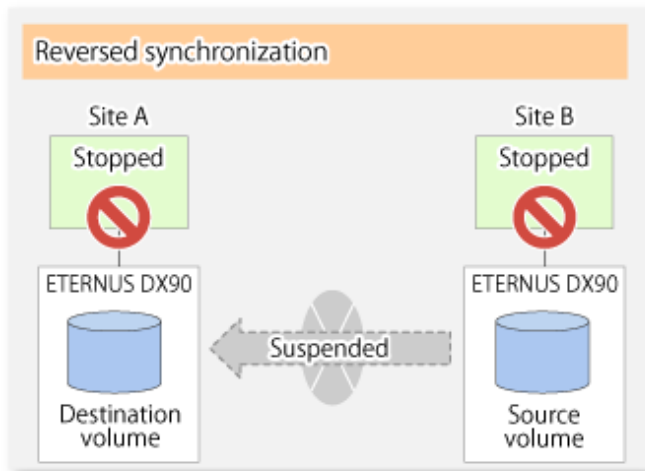 Reversed synchronization
Site A
Site B
Stopped
Stopped
ETERNUS DX90
ETERNUS DX90
Suspended
Destination
volume
Source
volume